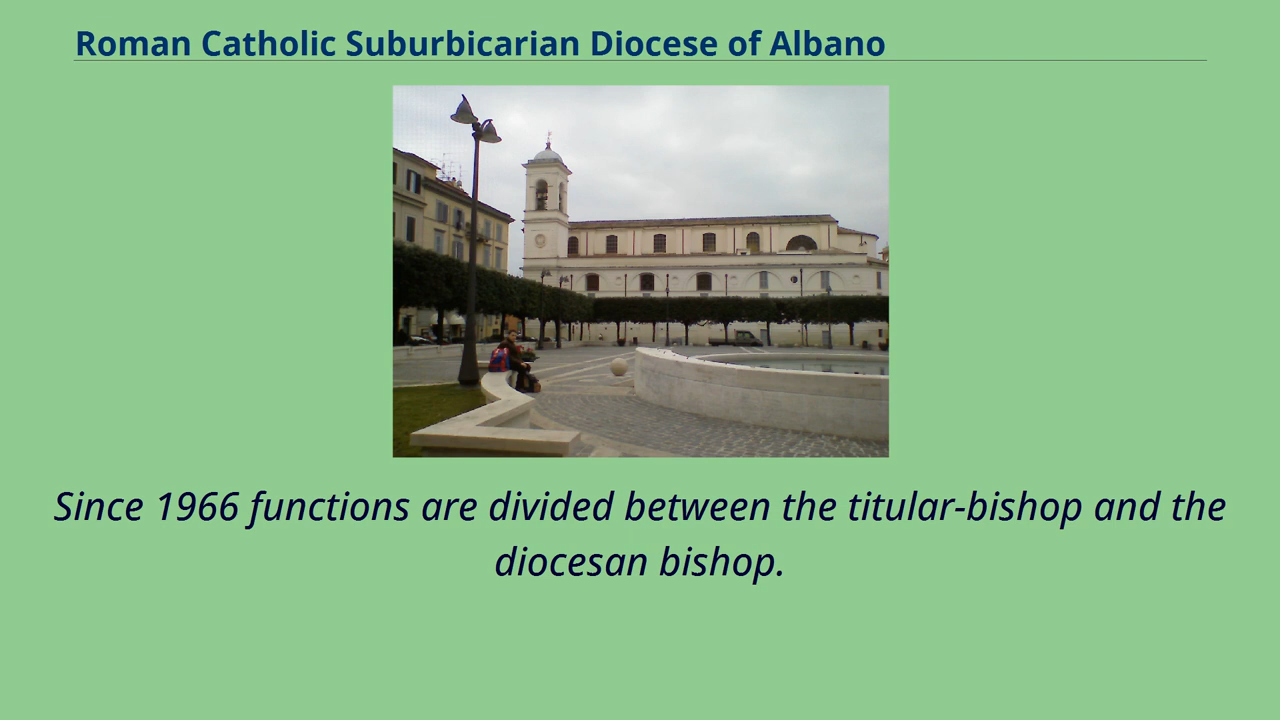 Roman Catholic Suburbicarian Diocese of Albano
Since 1966 functions are divided between the titular-bishop and the
diocesan bishop.